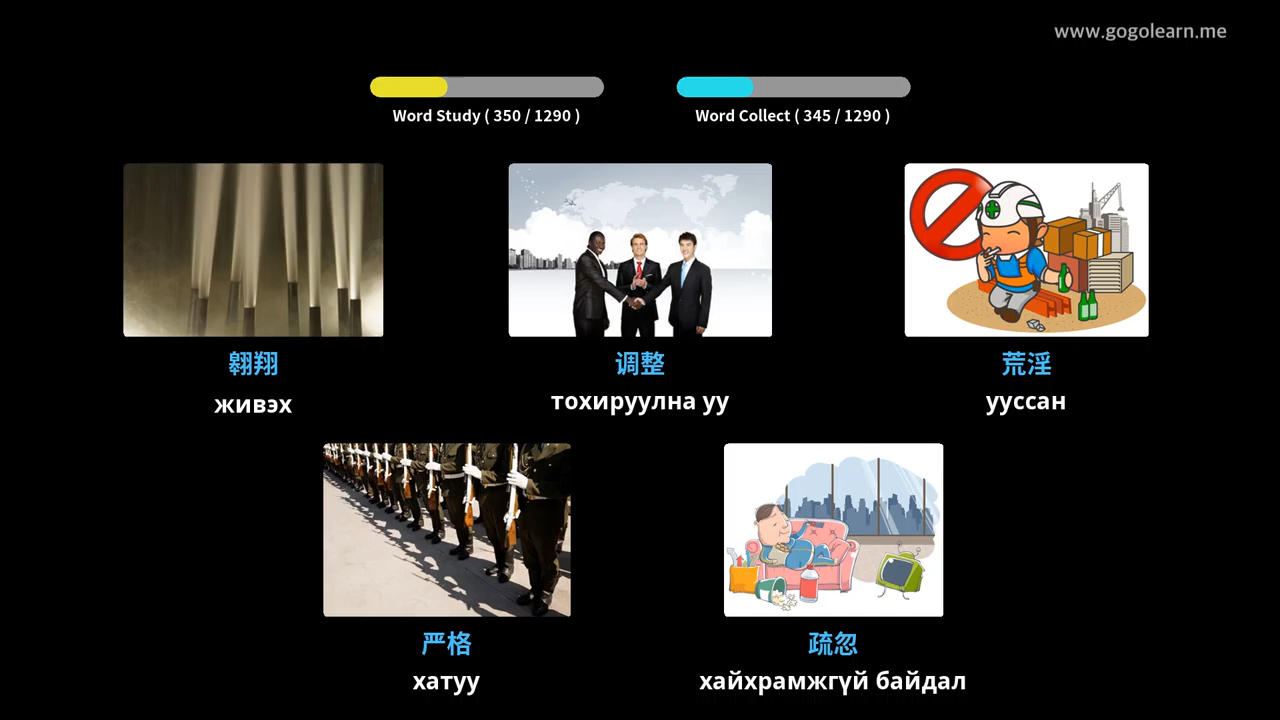 www.gogolearn.me
Word Study ( 350 / 1290 )
Word Collect ( 345 / 1290 )
翱翔
живэх
调整
тохируулна уу
荒淫
ууссан
严格
хатуу
疏忽
хайхрамжгүй байдал